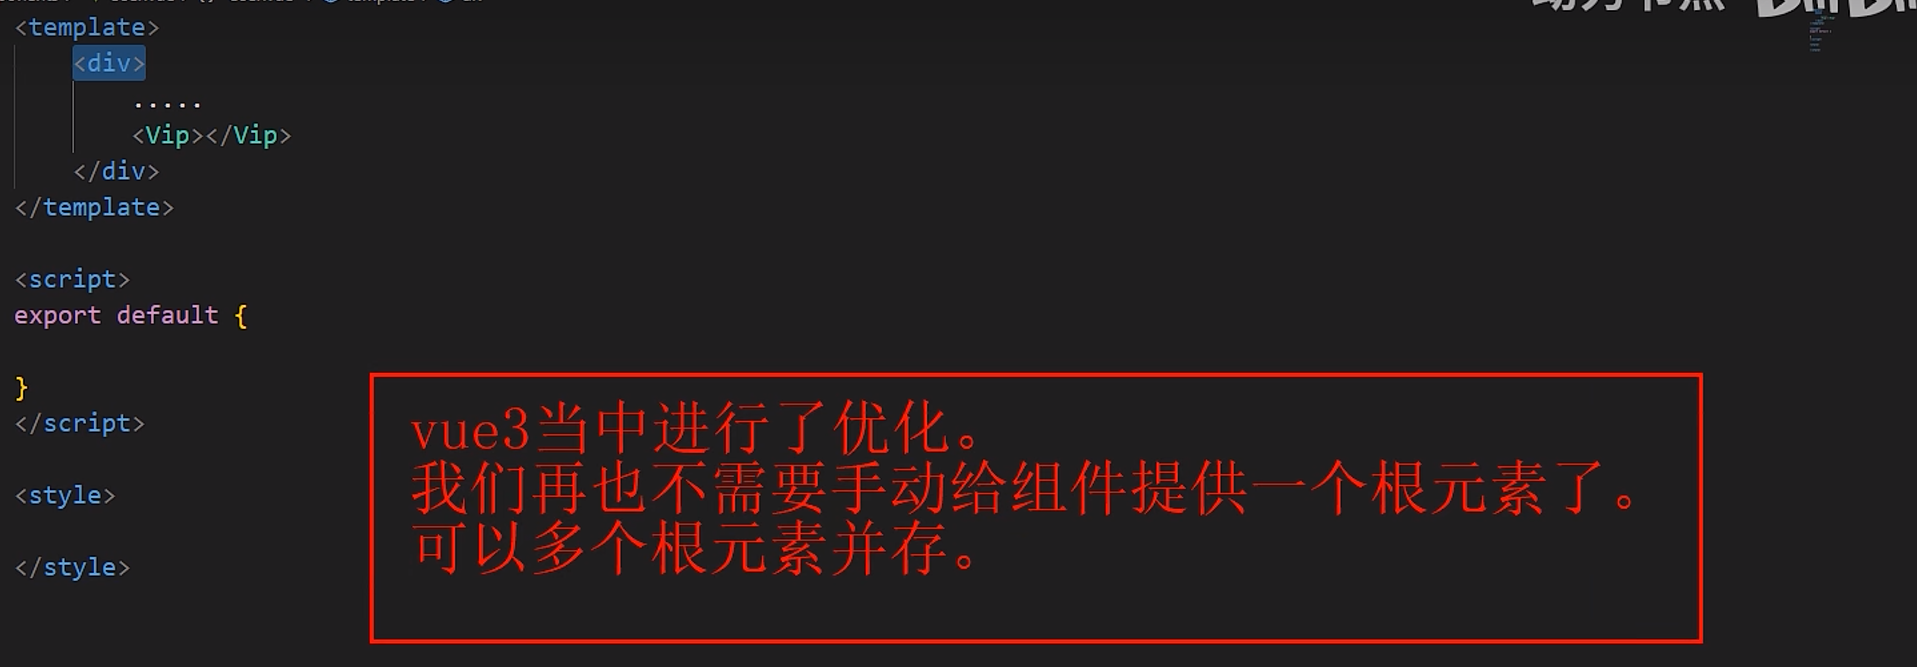 <template>
<div>
.....
<Vip></Vip>
</div>
</template>
<script>
export default {
}
</script>
<style>
</style>
vue3当中进行了优化。
我们再也不需要手动给组件提供一个根元素了。
可以多个根元素并存。